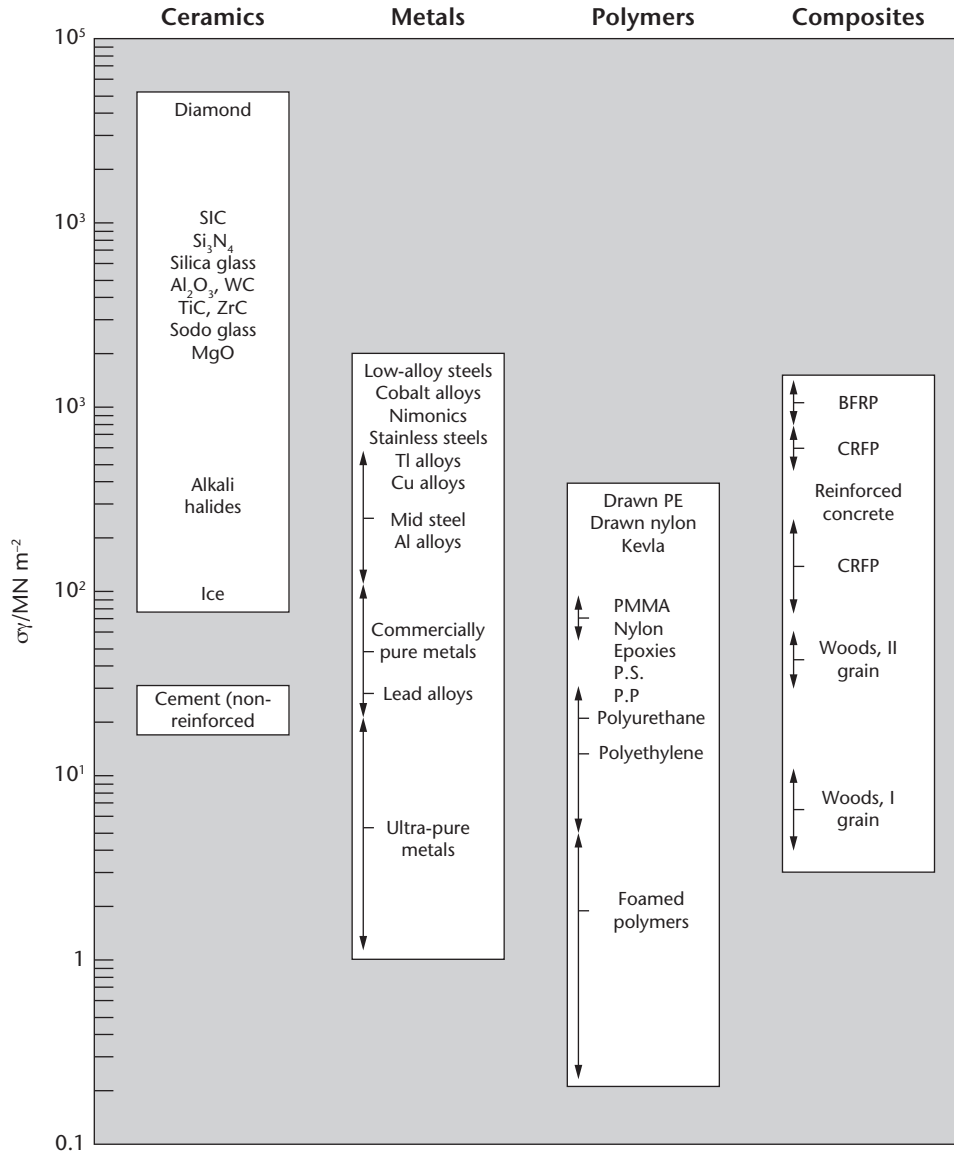 Ceramics
Metals
Polymers
Composites
10⁵
10³
10³
10²
10¹
1
0.1
σγ/MN m⁻²
Diamond
SIC
Si₃N₄
Silica glass
Al₂O₃, WC
TiC, ZrC
Sodo glass
MgO
Alkali
halides
Ice
Cement (non-
reinforced
Low-alloy steels
Cobalt alloys
Nimonics
Stainless steels
Tl alloys
Cu alloys
Mid steel
Al alloys
Commercially
pure metals
Lead alloys
Ultra-pure
metals
Drawn PE
Drawn nylon
Kevla
PMMA
Nylon
Epoxies
P.S.
P.P
Polyurethane
Polyethylene
Foamed
polymers
BFRP
CRFP
Reinforced
concrete
CRFP
Woods, II
grain
Woods, I
grain